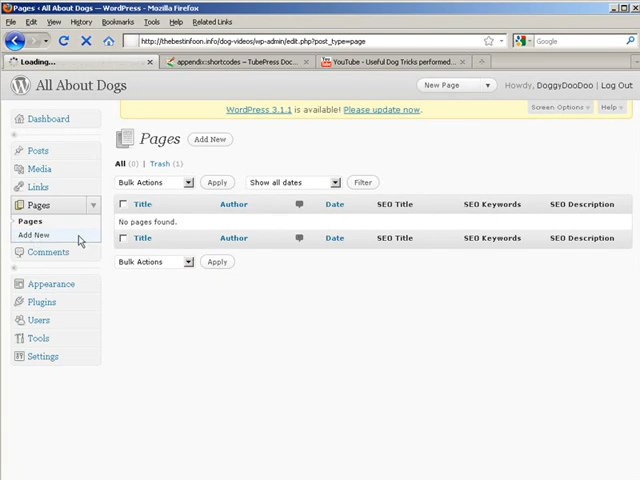 Pages ‹ All About Dogs — WordPress - Mozilla Firefox
File Edit View History Bookmarks Tools Help Related Links
http://thebestinfoon.info/dog-videos/wp-admin/edit.php?post_type=page
Google
Loading...
appendix:shortcodes – TubePress Doc...
YouTube - Useful Dog Tricks performed...
All About Dogs
New Page
Howdy, DoggyDooDoo | Log Out
WordPress 3.1.1 is available! Please update now.
Screen Options
Help
Dashboard
Posts
Media
Links
Pages
Pages
Add New
Comments
Appearance
Plugins
Users
Tools
Settings
Pages Add New
All (0) | Trash (1)
Bulk Actions Apply Show all dates Filter
Title Author Date SEO Title SEO Keywords SEO Description
No pages found.
Title Author Date SEO Title SEO Keywords SEO Description
Bulk Actions Apply